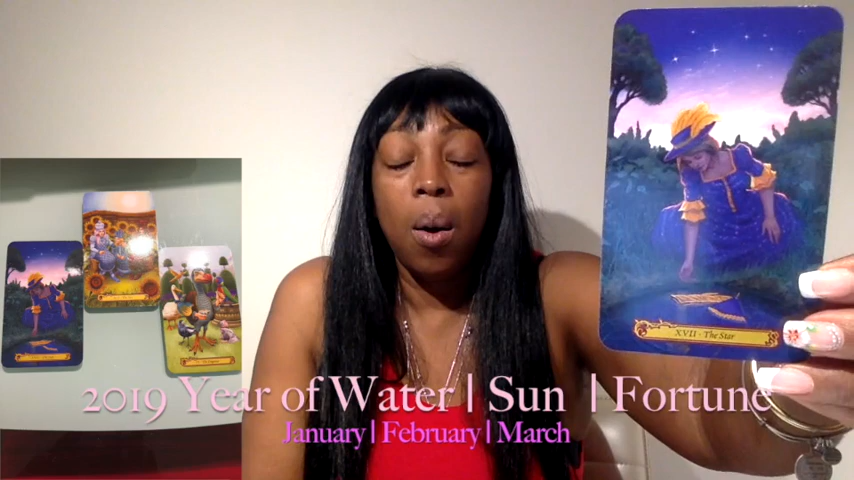 XVII - The Star
2019 Year of Water | Sun | Fortune
January | February | March